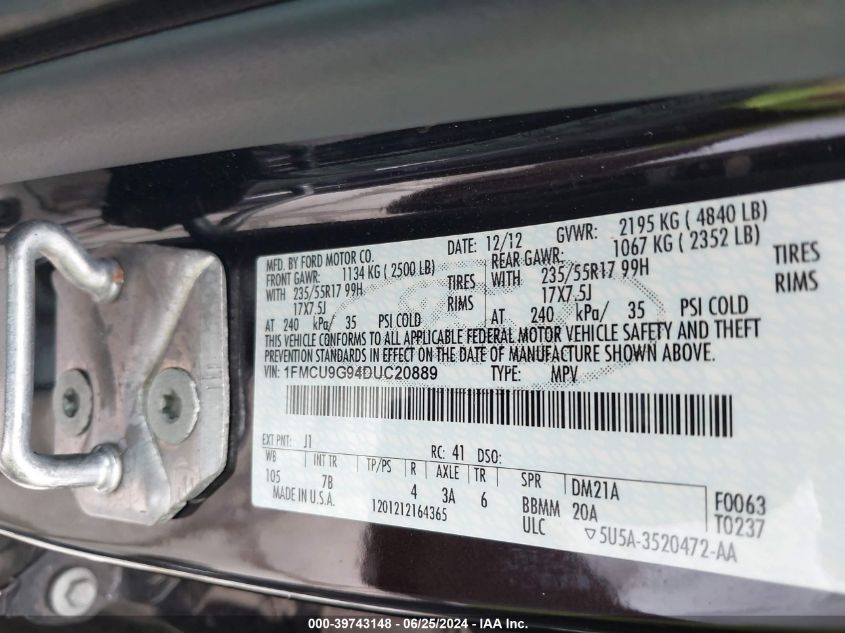 MFD. BY FORD MOTOR CO. DATE: 12/12 GVWR: 2195 KG ( 4840 LB)
FRONT GAWR: 1134 KG ( 2500 LB) REAR GAWR: 1067 KG ( 2352 LB)
WITH 235/55R17 99H TIRES WITH 235/55R17 99H TIRES
17X7.5J RIMS 17X7.5J RIMS
AT 240 kPa/ 35 PSI COLD AT 240 kPa/ 35 PSI COLD
THIS VEHICLE CONFORMS TO ALL APPLICABLE FEDERAL MOTOR VEHICLE SAFETY AND THEFT
PREVENTION STANDARDS IN EFFECT ON THE DATE OF MANUFACTURE SHOWN ABOVE.
VIN: 1FMCU9G94DUC20889 TYPE: MPV
EXT PNT: J1 RC: 41 DSO:
WB INT TR TP/PS R AXLE TR SPR DM21A F0063
105 7B 4 3A 6 BBMM 20A T0237
MADE IN U.S.A. 1201212164365 ULC ▽5U5A-3520472-AA
000-39743148 - 06/25/2024 - IAA Inc.